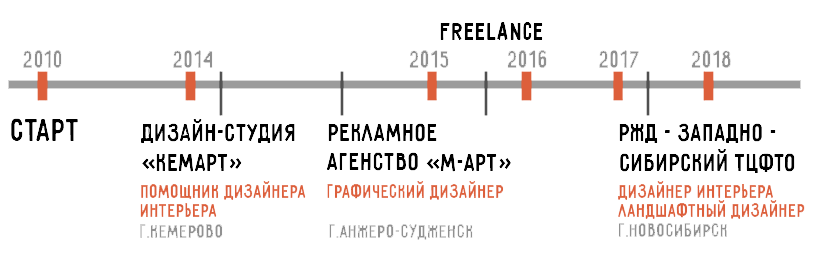 FREELANCE
2010 2014 2015 2016 2017 2018
СТАРТ
ДИЗАЙН-СТУДИЯ
«КЕМАРТ»
ПОМОЩНИК ДИЗАЙНЕРА
ИНТЕРЬЕРА
Г.КЕМЕРОВО
РЕКЛАМНОЕ
АГЕНСТВО «М-АРТ»
ГРАФИЧЕСКИЙ ДИЗАЙНЕР
Г.АНЖЕРО-СУДЖЕНСК
РЖД - ЗАПАДНО -
СИБИРСКИЙ ТЦФТО
ДИЗАЙНЕР ИНТЕРЬЕРА
ЛАНДШАФТНЫЙ ДИЗАЙНЕР
Г.НОВОСИБИРСК